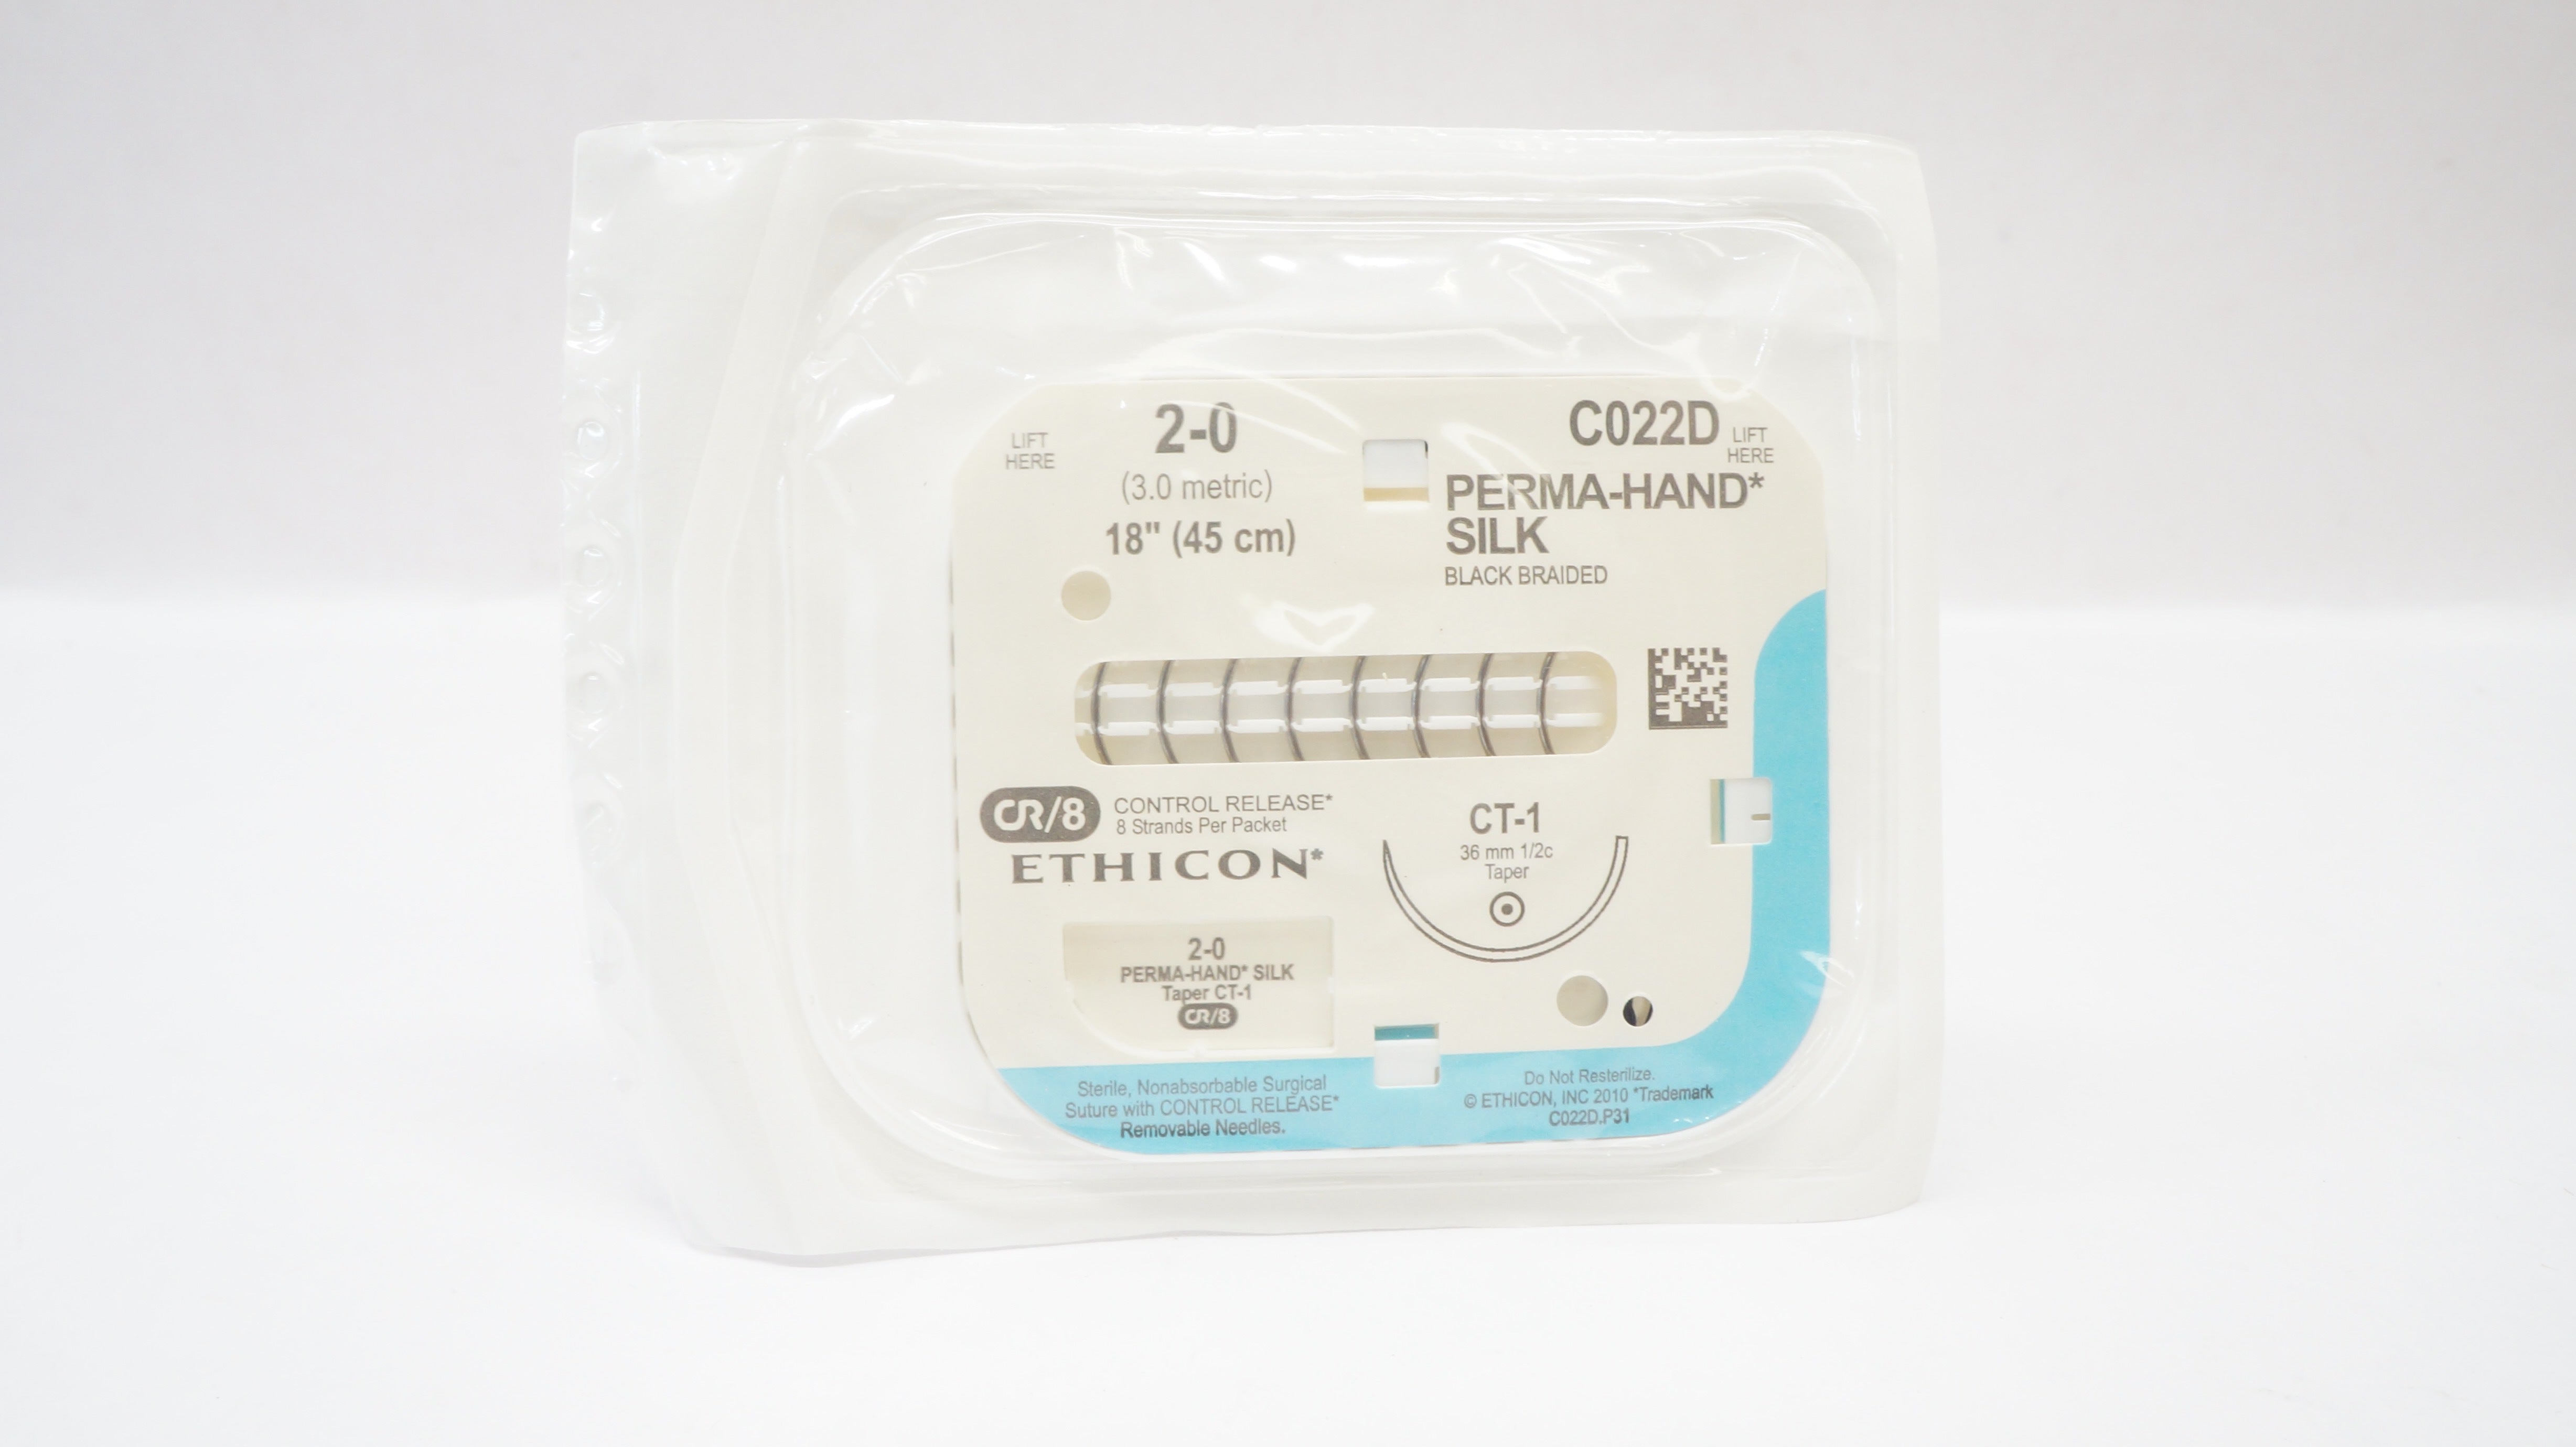 LIFT
HERE
2-0
(3.0 metric)
18" (45 cm)
C022D
LIFT
HERE
PERMA-HAND*
SILK
BLACK BRAIDED
CR/8
CONTROL RELEASE*
8 Strands Per Packet
ETHICON*
CT-1
36 mm 1/2c
Taper
2-0
PERMA-HAND* SILK
Taper CT-1
CR/8
Sterile, Nonabsorbable Surgical
Suture with CONTROL RELEASE*
Removable Needles.
Do Not Resterilize.
© ETHICON, INC 2010 *Trademark
C022D.P31